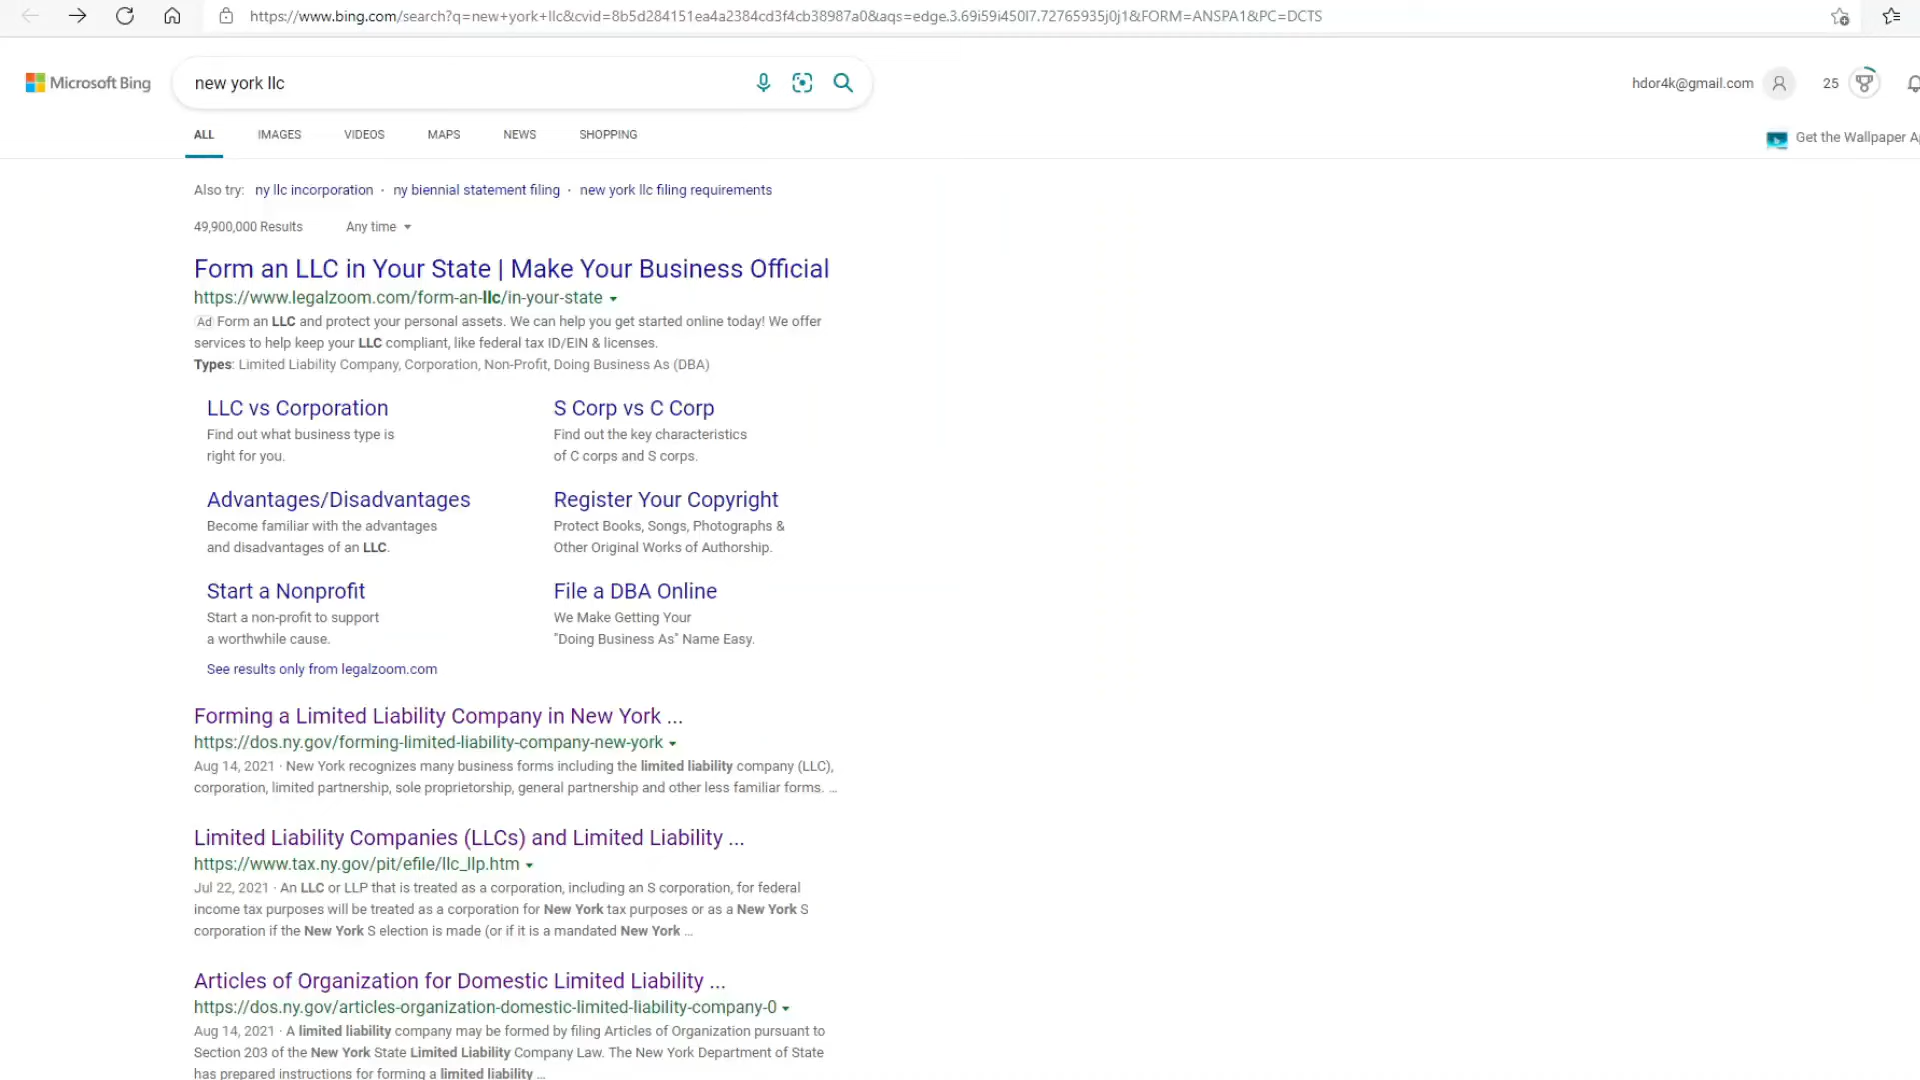 https://www.bing.com/search?q=new+york+llc&cvid=8b5d284151ea4a2384cd3f4cb38987a0&aqs=edge.3.69i59i450l7.72765935j0j1&FORM=ANSPA1&PC=DCTS
Microsoft Bing
new york llc
hdor4k@gmail.com
25
ALL IMAGES VIDEOS MAPS NEWS SHOPPING
Get the Wallpaper A
Also try: ny llc incorporation · ny biennial statement filing · new york llc filing requirements
49,900,000 Results Any time
Form an LLC in Your State | Make Your Business Official
https://www.legalzoom.com/form-an-llc/in-your-state
Ad Form an LLC and protect your personal assets. We can help you get started online today! We offer
services to help keep your LLC compliant, like federal tax ID/EIN & licenses.
Types: Limited Liability Company, Corporation, Non-Profit, Doing Business As (DBA)
LLC vs Corporation
Find out what business type is
right for you.
S Corp vs C Corp
Find out the key characteristics
of C corps and S corps.
Advantages/Disadvantages
Become familiar with the advantages
and disadvantages of an LLC.
Register Your Copyright
Protect Books, Songs, Photographs &
Other Original Works of Authorship.
Start a Nonprofit
Start a non-profit to support
a worthwhile cause.
File a DBA Online
We Make Getting Your
"Doing Business As" Name Easy.
See results only from legalzoom.com
Forming a Limited Liability Company in New York ...
https://dos.ny.gov/forming-limited-liability-company-new-york
Aug 14, 2021 · New York recognizes many business forms including the limited liability company (LLC),
corporation, limited partnership, sole proprietorship, general partnership and other less familiar forms. ...
Limited Liability Companies (LLCs) and Limited Liability ...
https://www.tax.ny.gov/pit/efile/llc_llp.htm
Jul 22, 2021 · An LLC or LLP that is treated as a corporation, including an S corporation, for federal
income tax purposes will be treated as a corporation for New York tax purposes or as a New York S
corporation if the New York S election is made (or if it is a mandated New York ...
Articles of Organization for Domestic Limited Liability ...
https://dos.ny.gov/articles-organization-domestic-limited-liability-company-0
Aug 14, 2021 · A limited liability company may be formed by filing Articles of Organization pursuant to
Section 203 of the New York State Limited Liability Company Law. The New York Department of State
has prepared instructions for forming a limited liability ...